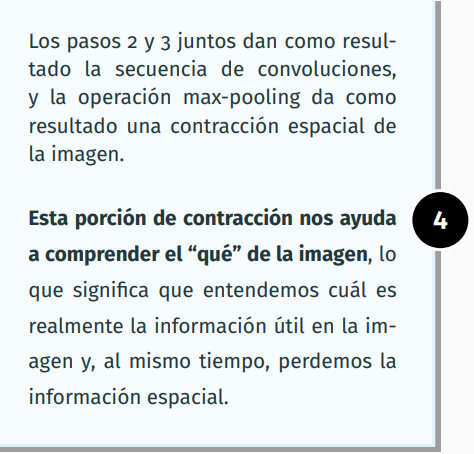 Los pasos 2 y 3 juntos dan como resul-
tado la secuencia de convoluciones,
y la operación max-pooling da como
resultado una contracción espacial de
la imagen.
Esta porción de contracción nos ayuda
a comprender el “qué” de la imagen, lo
que significa que entendemos cuál es
realmente la información útil en la im-
agen y, al mismo tiempo, perdemos la
información espacial.
4